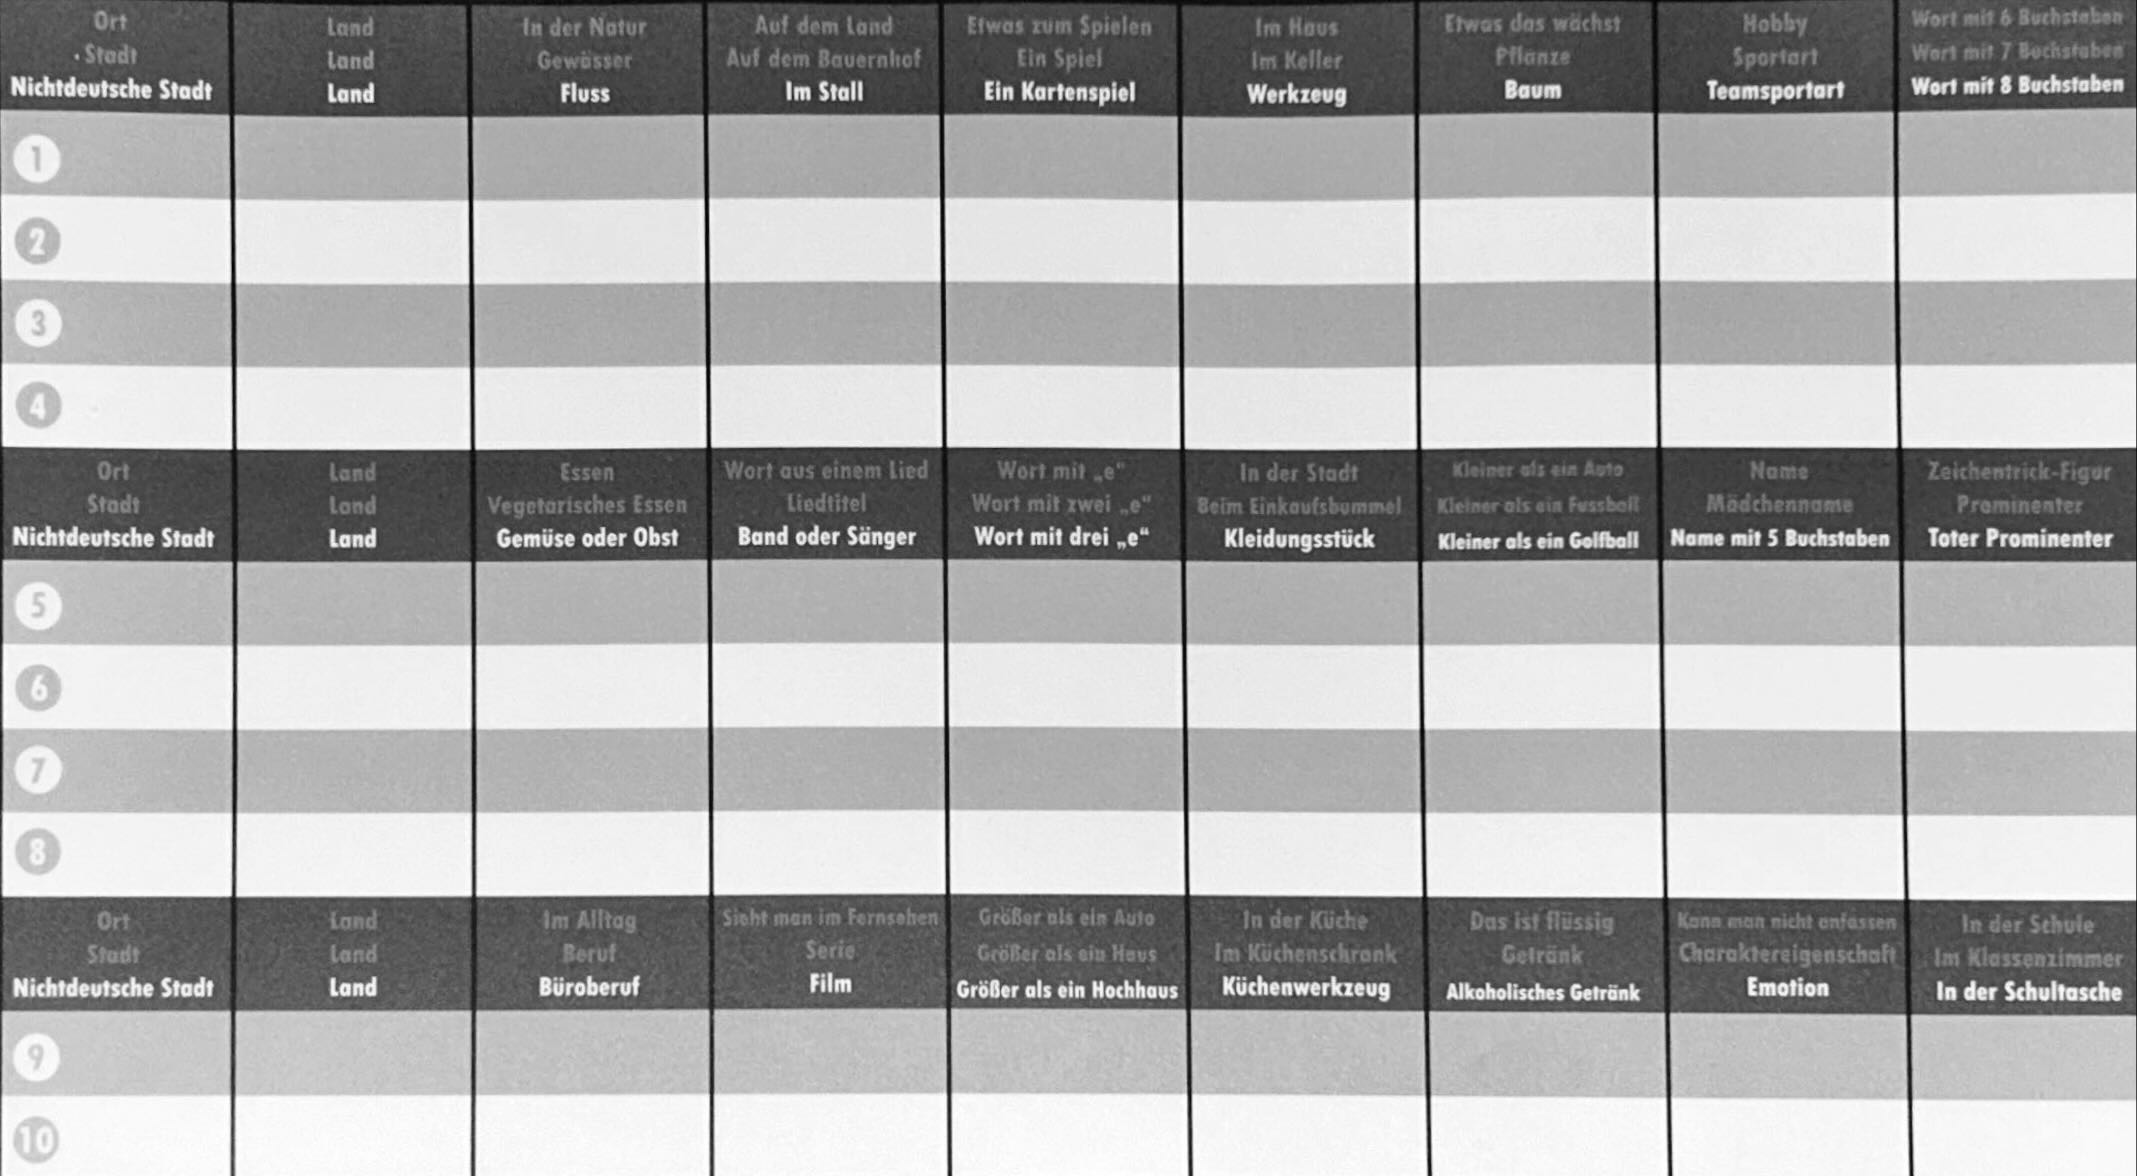 Ort
Stadt
Nichtdeutsche Stadt
Land
Land
Land
In der Natur
Gewässer
Fluss
Auf dem Land
Auf dem Bauernhof
Im Stall
Etwas zum Spielen
Ein Spiel
Ein Kartenspiel
Im Haus
Im Keller
Werkzeug
Etwas das wächst
Pflanze
Baum
Hobby
Sportart
Teamsportart
Wort mit 6 Buchstaben
Wort mit 7 Buchstaben
Wort mit 8 Buchstaben
1
2
3
4
Ort
Stadt
Nichtdeutsche Stadt
Land
Land
Land
Essen
Vegetarisches Essen
Gemüse oder Obst
Wort aus einem Lied
Liedtitel
Band oder Sänger
Wort mit „e"
Wort mit zwei „e"
Wort mit drei „e"
In der Stadt
Beim Einkaufsbummel
Kleidungsstück
Kleiner als ein Auto
Kleiner als ein Fussball
Kleiner als ein Golfball
Name
Mädchenname
Name mit 5 Buchstaben
Zeichentrick-Figur
Prominenter
Toter Prominenter
5
6
7
8
Ort
Stadt
Nichtdeutsche Stadt
Land
Land
Land
Im Alltag
Beruf
Büroberuf
Sieht man im Fernsehen
Serie
Film
Größer als ein Auto
Größer als ein Haus
Größer als ein Hochhaus
In der Küche
Im Küchenschrank
Küchenwerkzeug
Das ist flüssig
Getränk
Alkoholisches Getränk
Kann man nicht anfassen
Charaktereigenschaft
Emotion
In der Schule
Im Klassenzimmer
In der Schultasche
9
10